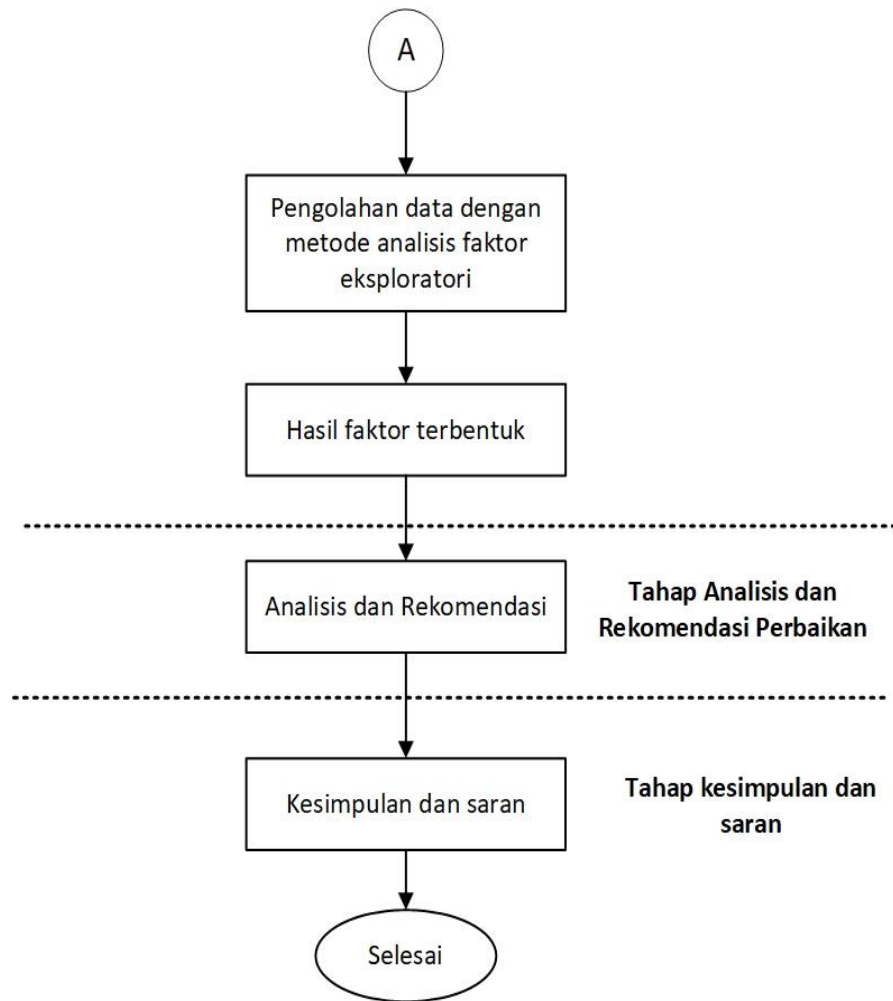 A
Pengolahan data dengan
metode analisis faktor
eksploratori
Hasil faktor terbentuk
Analisis dan Rekomendasi
Tahap Analisis dan
Rekomendasi Perbaikan
Kesimpulan dan saran
Tahap kesimpulan dan
saran
Selesai